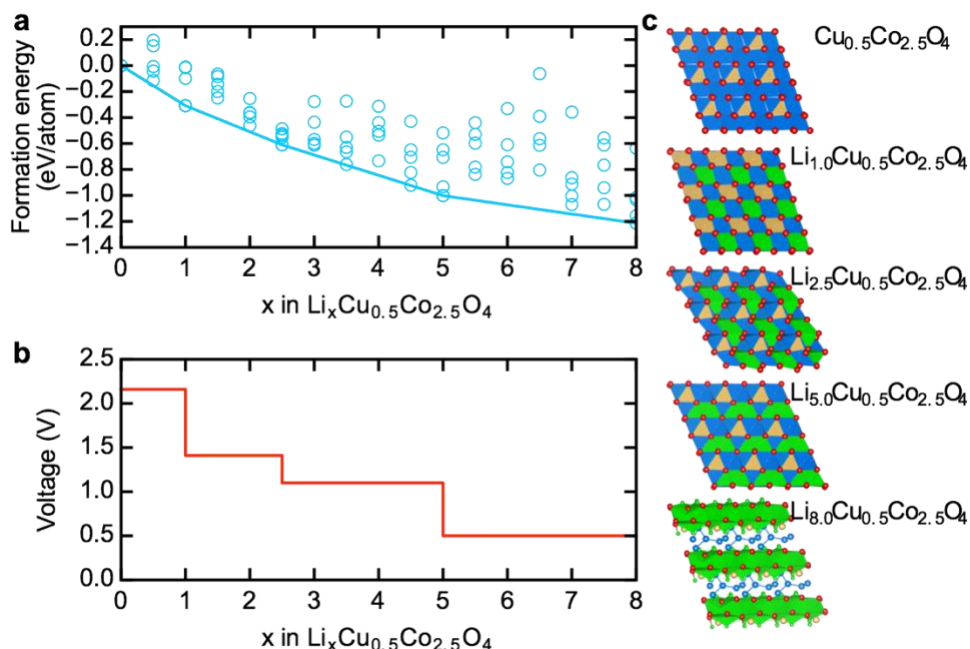 a
0.2
0.0
−0.2
−0.4
−0.6
−0.8
−1.0
−1.2
−1.4
Formation energy
(eV/atom)
0 1 2 3 4 5 6 7 8
x in LiₓCu₀.₅Co₂.₅O₄
b
2.5
2.0
1.5
1.0
0.5
0.0
Voltage (V)
0 1 2 3 4 5 6 7 8
x in LiₓCu₀.₅Co₂.₅O₄
c
Cu₀.₅Co₂.₅O₄
Li₁.₀Cu₀.₅Co₂.₅O₄
Li₂.₅Cu₀.₅Co₂.₅O₄
Li₅.₀Cu₀.₅Co₂.₅O₄
Li₈.₀Cu₀.₅Co₂.₅O₄